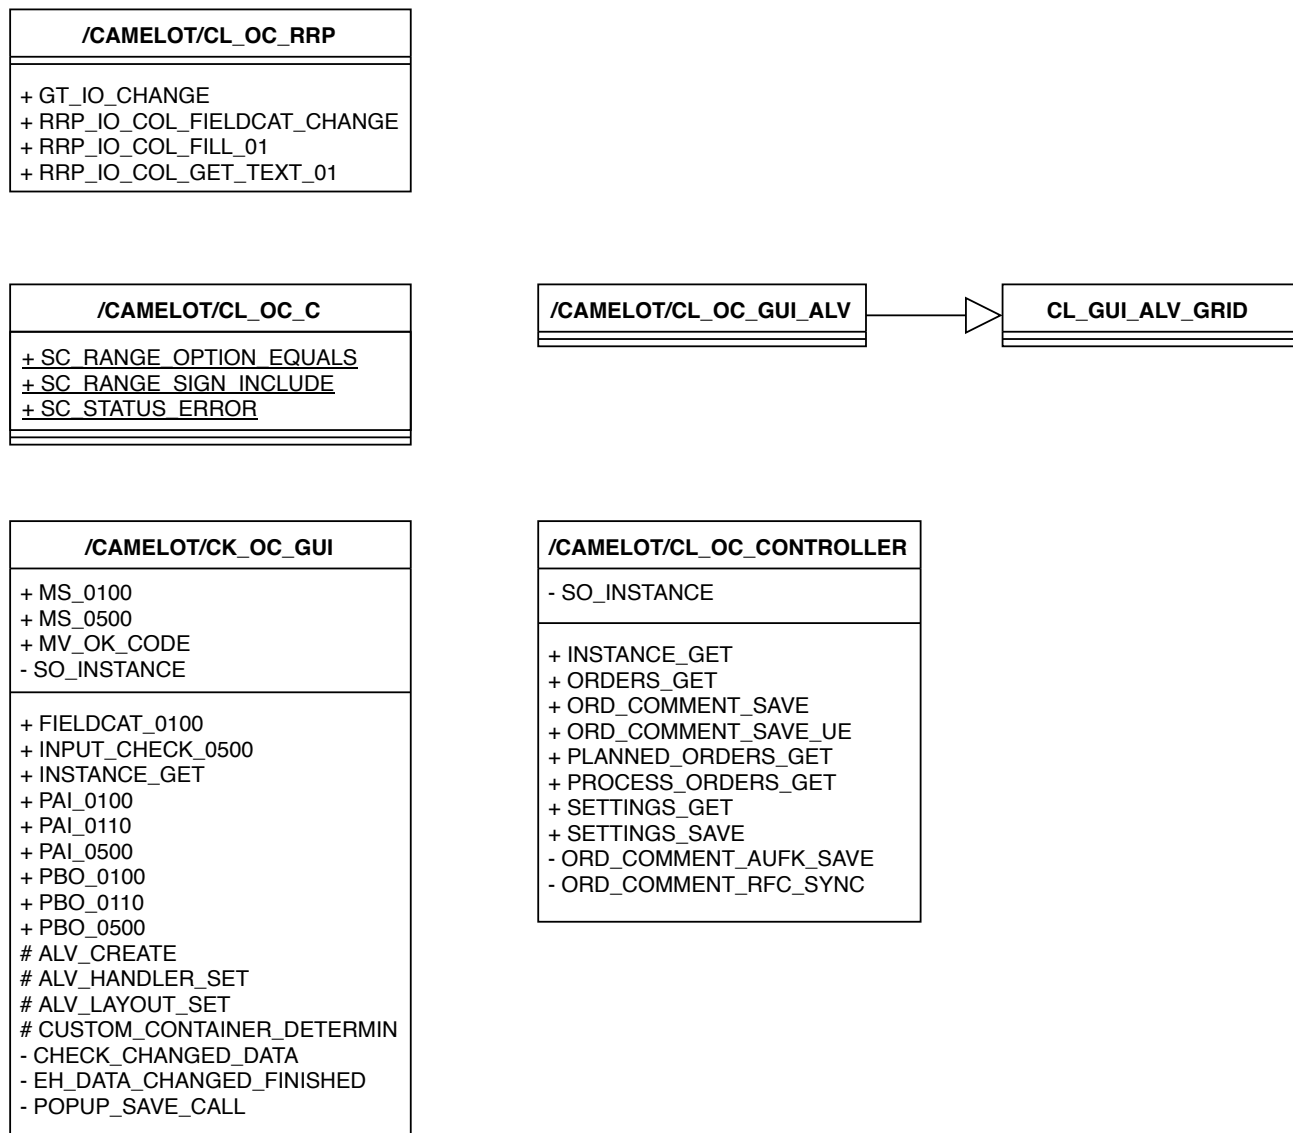 /CAMELOT/CL_OC_RRP
+ GT_IO_CHANGE
+ RRP_IO_COL_FIELDCAT_CHANGE
+ RRP_IO_COL_FILL_01
+ RRP_IO_COL_GET_TEXT_01
/CAMELOT/CL_OC_C
+ SC_RANGE_OPTION_EQUALS
+ SC_RANGE_SIGN_INCLUDE
+ SC_STATUS_ERROR
/CAMELOT/CL_OC_GUI_ALV
CL_GUI_ALV_GRID
/CAMELOT/CK_OC_GUI
+ MS_0100
+ MS_0500
+ MV_OK_CODE
- SO_INSTANCE
+ FIELDCAT_0100
+ INPUT_CHECK_0500
+ INSTANCE_GET
+ PAI_0100
+ PAI_0110
+ PAI_0500
+ PBO_0100
+ PBO_0110
+ PBO_0500
# ALV_CREATE
# ALV_HANDLER_SET
# ALV_LAYOUT_SET
# CUSTOM_CONTAINER_DETERMIN
- CHECK_CHANGED_DATA
- EH_DATA_CHANGED_FINISHED
- POPUP_SAVE_CALL
/CAMELOT/CL_OC_CONTROLLER
- SO_INSTANCE
+ INSTANCE_GET
+ ORDERS_GET
+ ORD_COMMENT_SAVE
+ ORD_COMMENT_SAVE_UE
+ PLANNED_ORDERS_GET
+ PROCESS_ORDERS_GET
+ SETTINGS_GET
+ SETTINGS_SAVE
- ORD_COMMENT_AUFK_SAVE
- ORD_COMMENT_RFC_SYNC